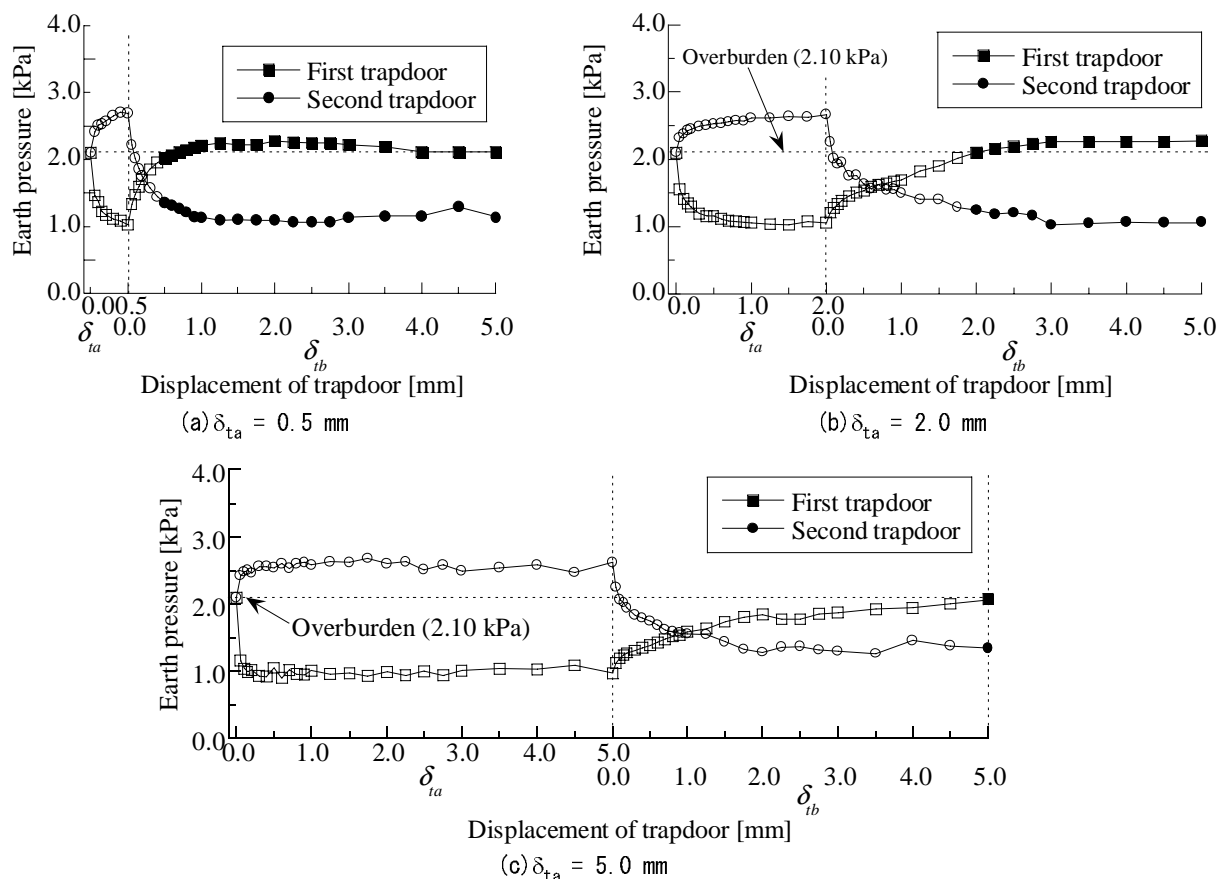 Earth pressure [kPa]
4.0
3.0
2.0
1.0
0.0
First trapdoor
Second trapdoor
0.00.5
0.0 1.0 2.0 3.0 4.0 5.0
δta
δtb
Displacement of trapdoor [mm]
(a)δta = 0.5 mm
Earth pressure [kPa]
4.0
3.0
2.0
1.0
0.0
Overburden (2.10 kPa)
First trapdoor
Second trapdoor
0.0 1.0 2.0
0.0 1.0 2.0 3.0 4.0 5.0
δta
δtb
Displacement of trapdoor [mm]
(b)δta = 2.0 mm
Earth pressure [kPa]
4.0
3.0
2.0
1.0
0.0
First trapdoor
Second trapdoor
Overburden (2.10 kPa)
0.0 1.0 2.0 3.0 4.0 5.0
0.0 1.0 2.0 3.0 4.0 5.0
δta
δtb
Displacement of trapdoor [mm]
(c)δta = 5.0 mm